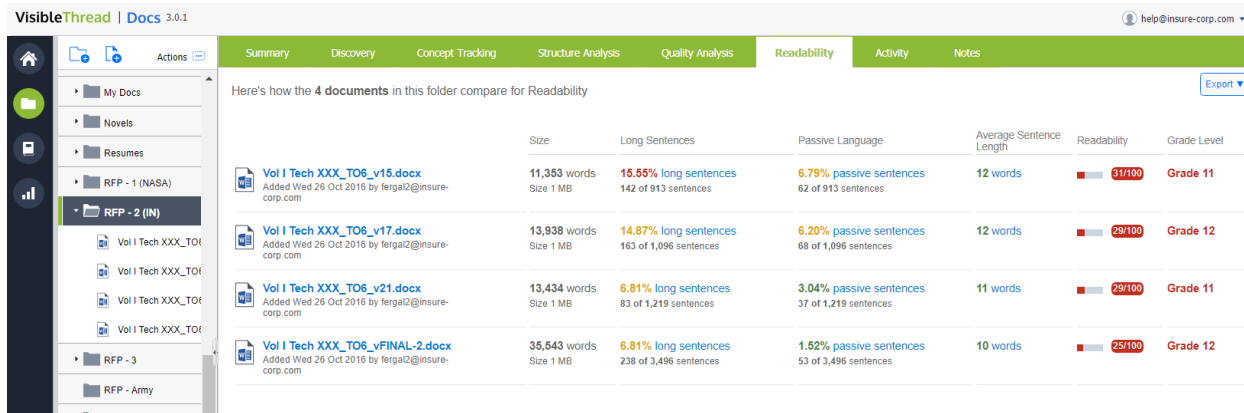 VisibleThread | Docs 3.0.1
help@insure-corp.com
Actions
Summary Discovery Concept Tracking Structure Analysis Quality Analysis Readability Activity Notes
My Docs
Novels
Resumes
RFP - 1 (NASA)
RFP - 2 (IN)
Vol I Tech XXX_TO6
Vol I Tech XXX_TO6
Vol I Tech XXX_TO6
Vol I Tech XXX_TO6
RFP - 3
RFP - Army
Here's how the 4 documents in this folder compare for Readability
Export
Size Long Sentences Passive Language Average Sentence Length Readability Grade Level
Vol I Tech XXX_TO6_v15.docx 11,353 words 15.55% long sentences 6.79% passive sentences 12 words 31/100 Grade 11
Added Wed 26 Oct 2016 by fergal2@insure- Size 1 MB 142 of 913 sentences 62 of 913 sentences
corp.com
Vol I Tech XXX_TO6_v17.docx 13,938 words 14.87% long sentences 6.20% passive sentences 12 words 29/100 Grade 12
Added Wed 26 Oct 2016 by fergal2@insure- Size 1 MB 163 of 1,096 sentences 68 of 1,096 sentences
corp.com
Vol I Tech XXX_TO6_v21.docx 13,434 words 6.81% long sentences 3.04% passive sentences 11 words 29/100 Grade 11
Added Wed 26 Oct 2016 by fergal2@insure- Size 1 MB 83 of 1,219 sentences 37 of 1,219 sentences
corp.com
Vol I Tech XXX_TO6_vFINAL-2.docx 35,543 words 6.81% long sentences 1.52% passive sentences 10 words 25/100 Grade 12
Added Wed 26 Oct 2016 by fergal2@insure- Size 1 MB 238 of 3,496 sentences 53 of 3,496 sentences
corp.com